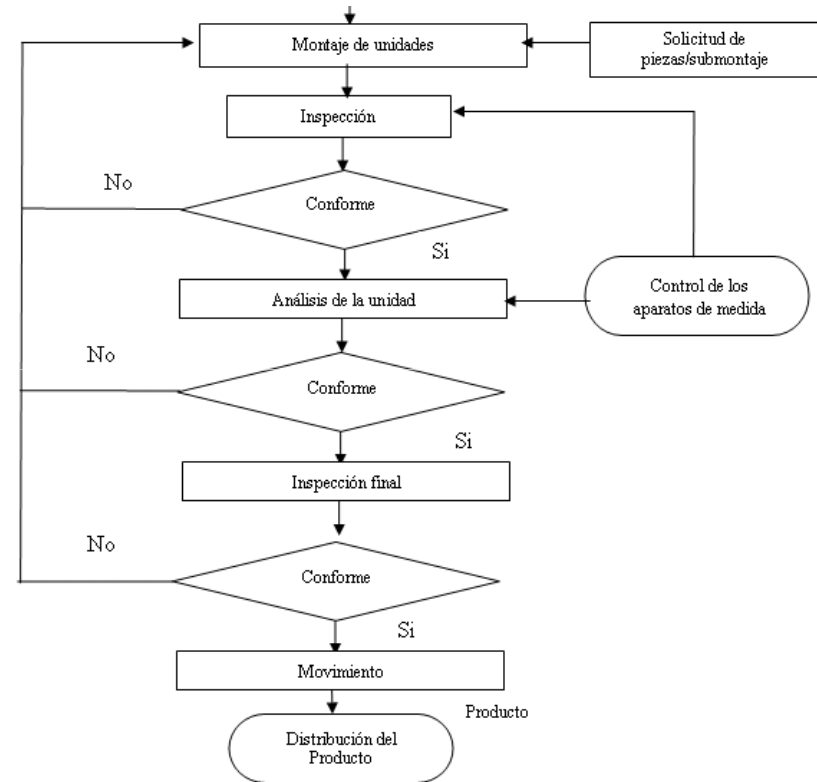 Montaje de unidades
Solicitud de
piezas/submontaje
Inspección
No
Conforme
Si
Control de los
aparatos de medida
Análisis de la unidad
No
Conforme
Si
Inspección final
No
Conforme
Si
Movimiento
Producto
Distribución del
Producto